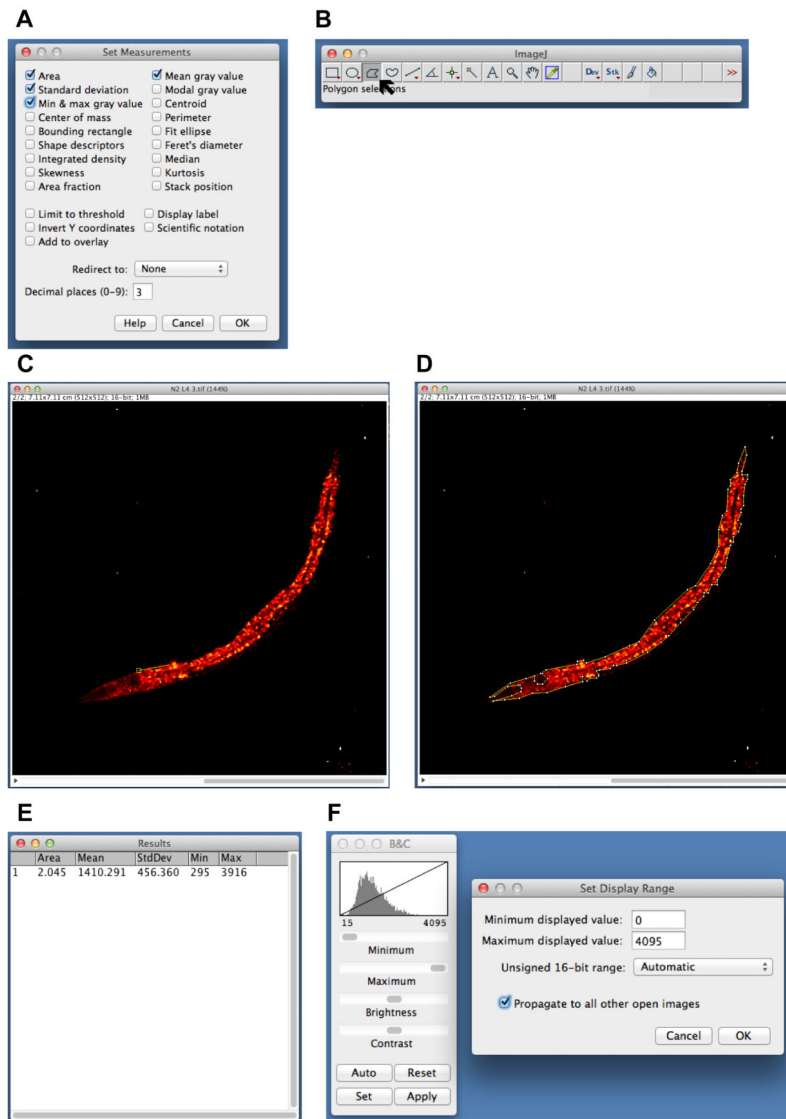 A
Set Measurements
Area
Mean gray value
Standard deviation
Modal gray value
Min & max gray value
Centroid
Center of mass
Perimeter
Bounding rectangle
Fit ellipse
Shape descriptors
Feret's diameter
Integrated density
Median
Skewness
Kurtosis
Area fraction
Stack position
Limit to threshold
Display label
Invert Y coordinates
Scientific notation
Add to overlay
Redirect to: None
Decimal places (0-9): 3
Help Cancel OK
B
ImageJ
A Dev Stk >>
Polygon selections
C
N2 L4 3.tif (144%)
2/2; 7.11x7.11 cm (512x512); 16-bit; 1MB
D
N2 L4 3.tif (144%)
2/2; 7.11x7.11 cm (512x512); 16-bit; 1MB
E
Results
Area Mean StdDev Min Max
1 2.045 1410.291 456.360 295 3916
F
B&C
15 4095
Minimum
Maximum
Brightness
Contrast
Auto Reset
Set Apply
Set Display Range
Minimum displayed value: 0
Maximum displayed value: 4095
Unsigned 16-bit range: Automatic
Propagate to all other open images
Cancel OK